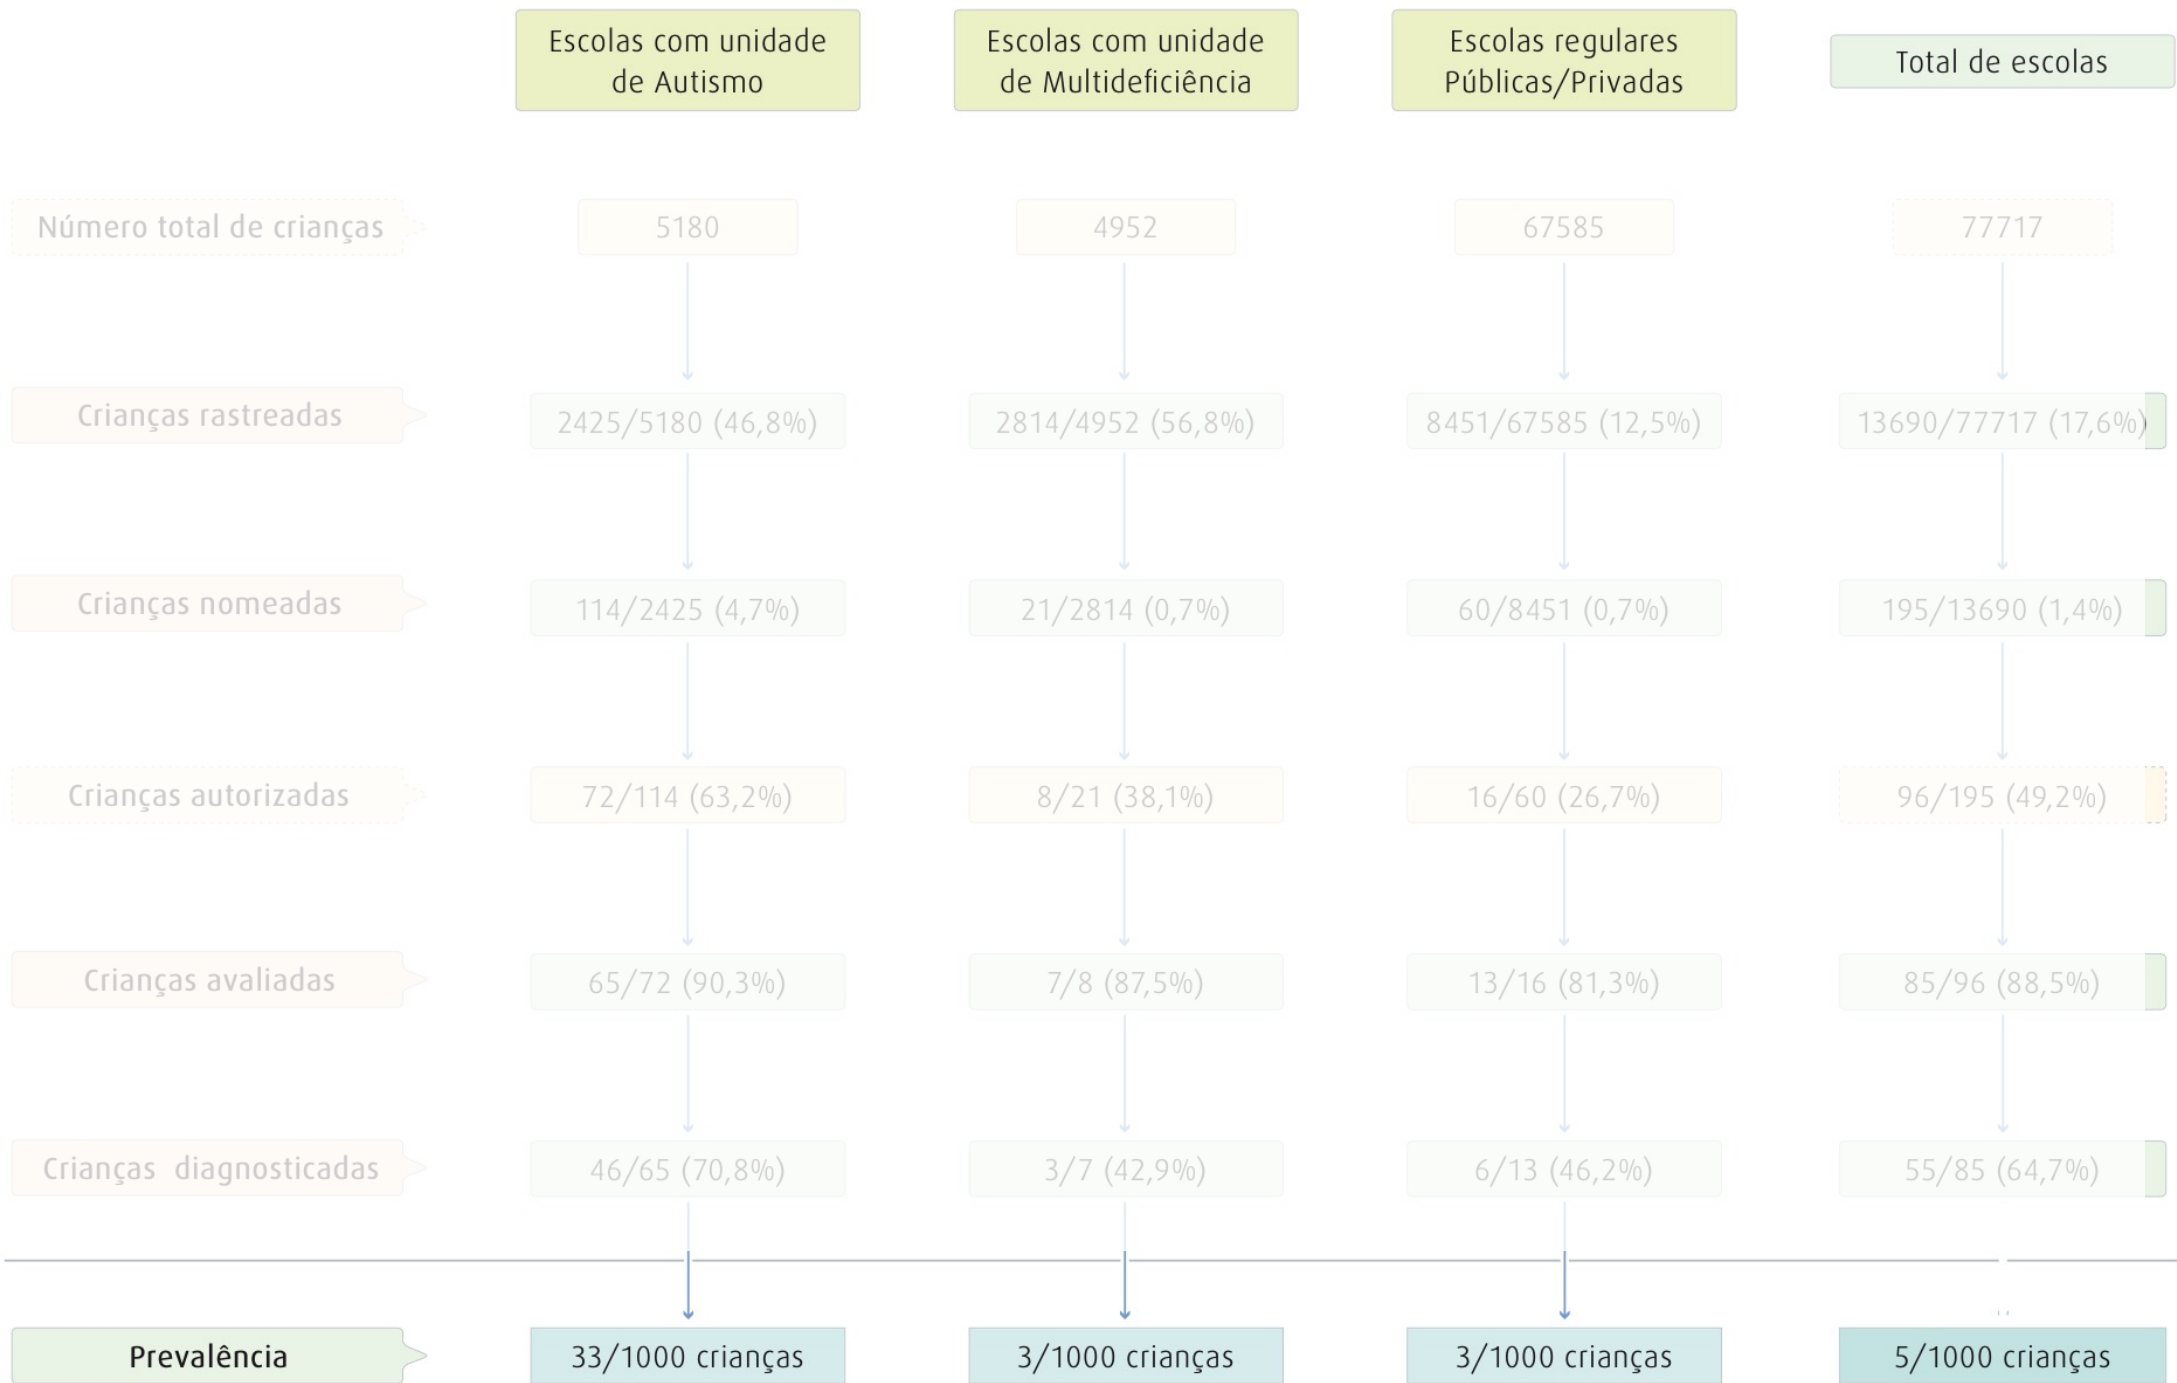 Escolas com unidade
de Autismo
Escolas com unidade
de Multideficiência
Escolas regulares
Públicas/Privadas
Total de escolas
Número total de crianças
5180
4952
67585
77717
Crianças rastreadas
2425/5180 (46,8%)
2814/4952 (56,8%)
8451/67585 (12,5%)
13690/77717 (17,6%)
Crianças nomeadas
114/2425 (4,7%)
21/2814 (0,7%)
60/8451 (0,7%)
195/13690 (1,4%)
Crianças autorizadas
72/114 (63,2%)
8/21 (38,1%)
16/60 (26,7%)
96/195 (49,2%)
Crianças avaliadas
65/72 (90,3%)
7/8 (87,5%)
13/16 (81,3%)
85/96 (88,5%)
Crianças diagnosticadas
46/65 (70,8%)
3/7 (42,9%)
6/13 (46,2%)
55/85 (64,7%)
Prevalência
33/1000 crianças
3/1000 crianças
3/1000 crianças
5/1000 crianças